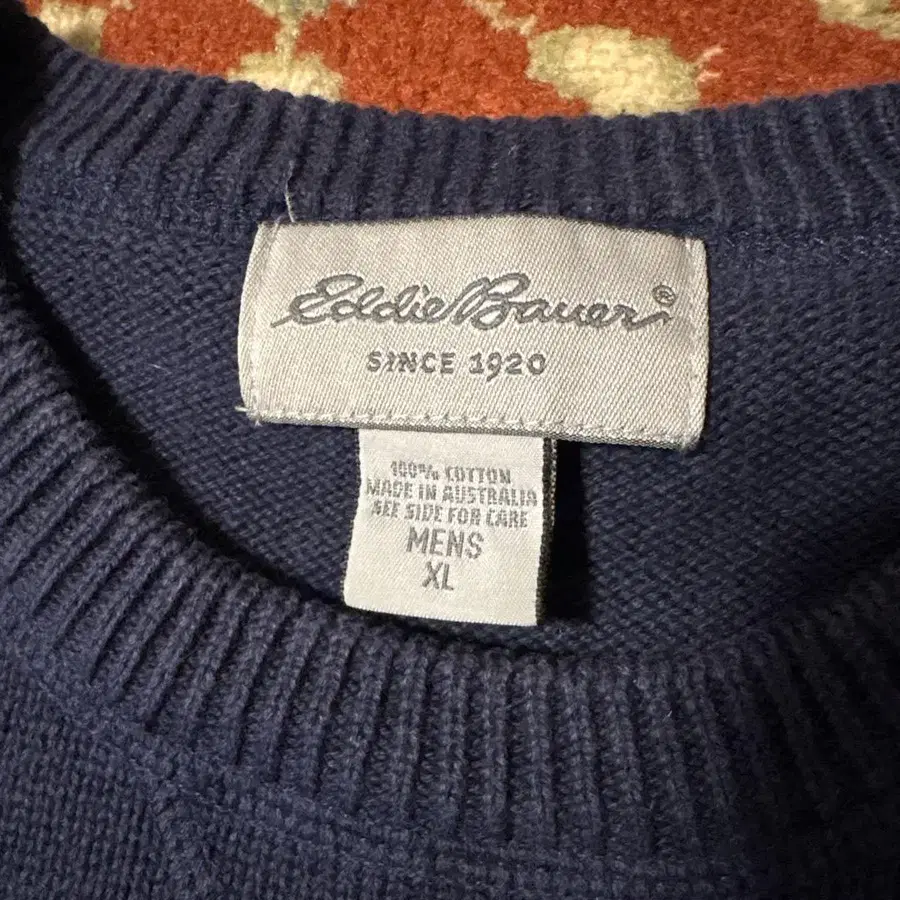 Eddie Bauer®
SINCE 1920
100% COTTON
MADE IN AUSTRALIA
SEE SIDE FOR CARE
MENS
XL